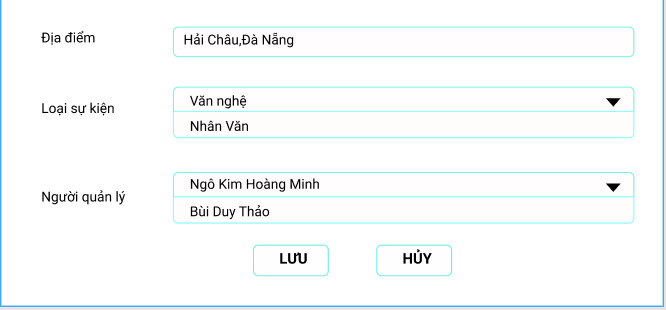 Địa điểm
Hải Châu,Đà Nẵng
Loại sự kiện
Văn nghệ
Nhân Văn
Người quản lý
Ngô Kim Hoàng Minh
Bùi Duy Thảo
LƯU
HỦY